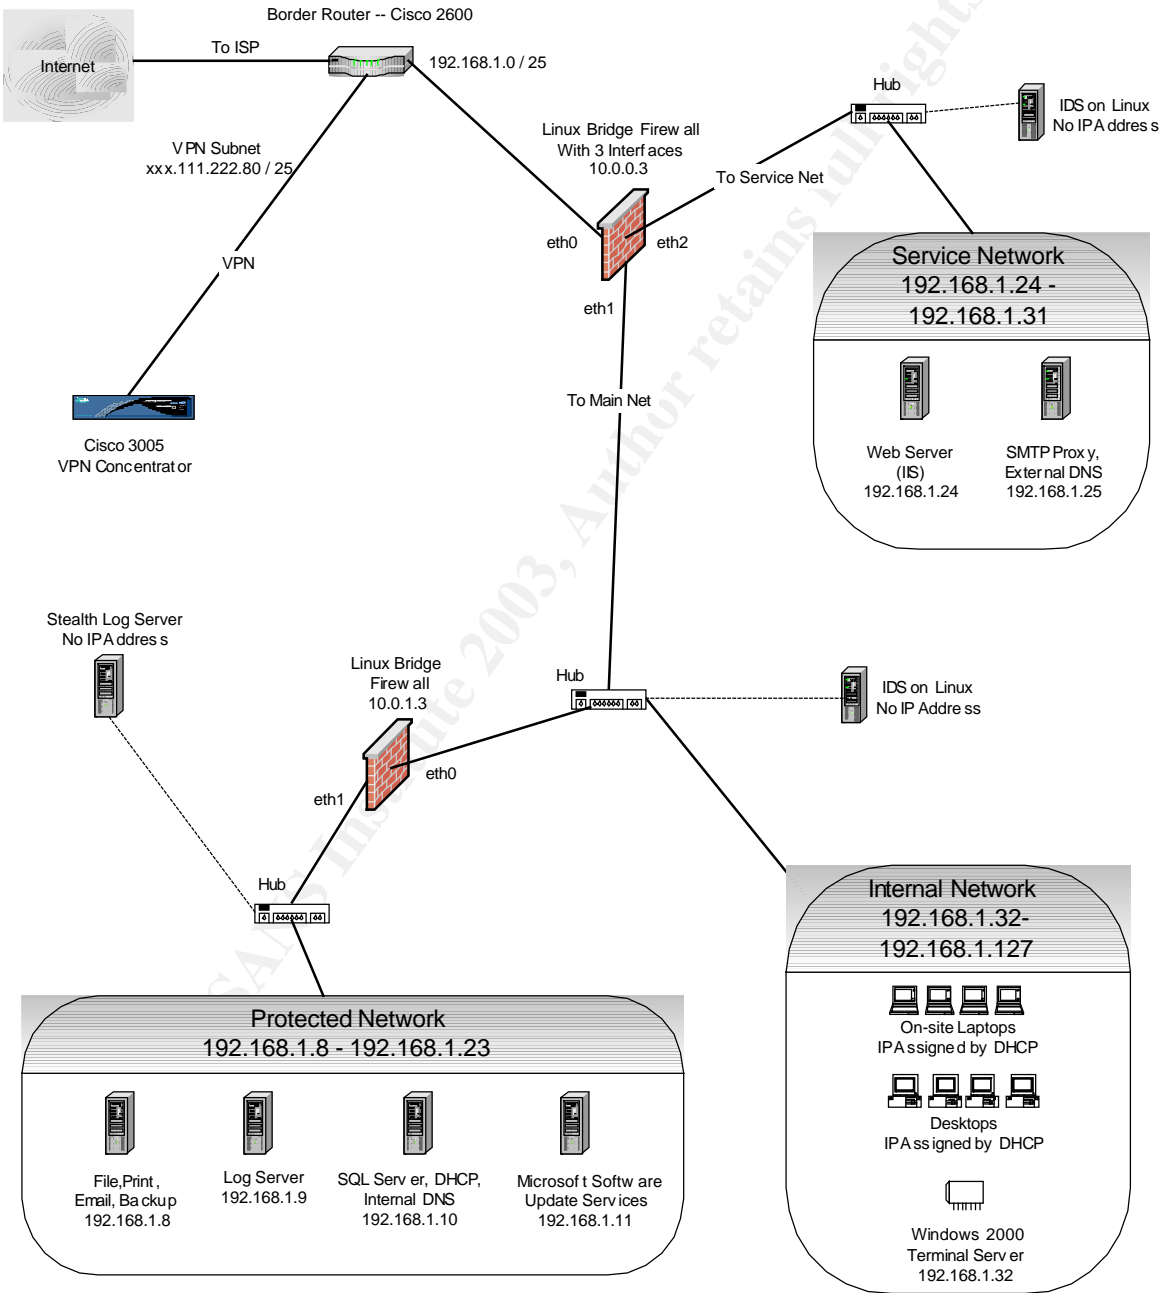 Border Router -- Cisco 2600
Internet
To ISP
192.168.1.0 / 25
VPN Subnet
xxx.111.222.80 / 25
VPN
Cisco 3005
VPN Concentrator
Linux Bridge Firewall
With 3 Interfaces
10.0.0.3
eth0
eth2
eth1
To Service Net
Hub
IDS on Linux
No IP Address
Service Network
192.168.1.24 -
192.168.1.31
Web Server
(IIS)
192.168.1.24
SMTP Proxy,
External DNS
192.168.1.25
To Main Net
Stealth Log Server
No IP Address
Linux Bridge
Firewall
10.0.1.3
eth0
eth1
Hub
IDS on Linux
No IP Address
Hub
Protected Network
192.168.1.8 - 192.168.1.23
File,Print,
Email, Backup
192.168.1.8
Log Server
192.168.1.9
SQL Server, DHCP,
Internal DNS
192.168.1.10
Microsoft Software
Update Services
192.168.1.11
Internal Network
192.168.1.32-
192.168.1.127
On-site Laptops
IP Assigned by DHCP
Desktops
IP Assigned by DHCP
Windows 2000
Terminal Server
192.168.1.32
SANS Institute 2003, Author retains full rights